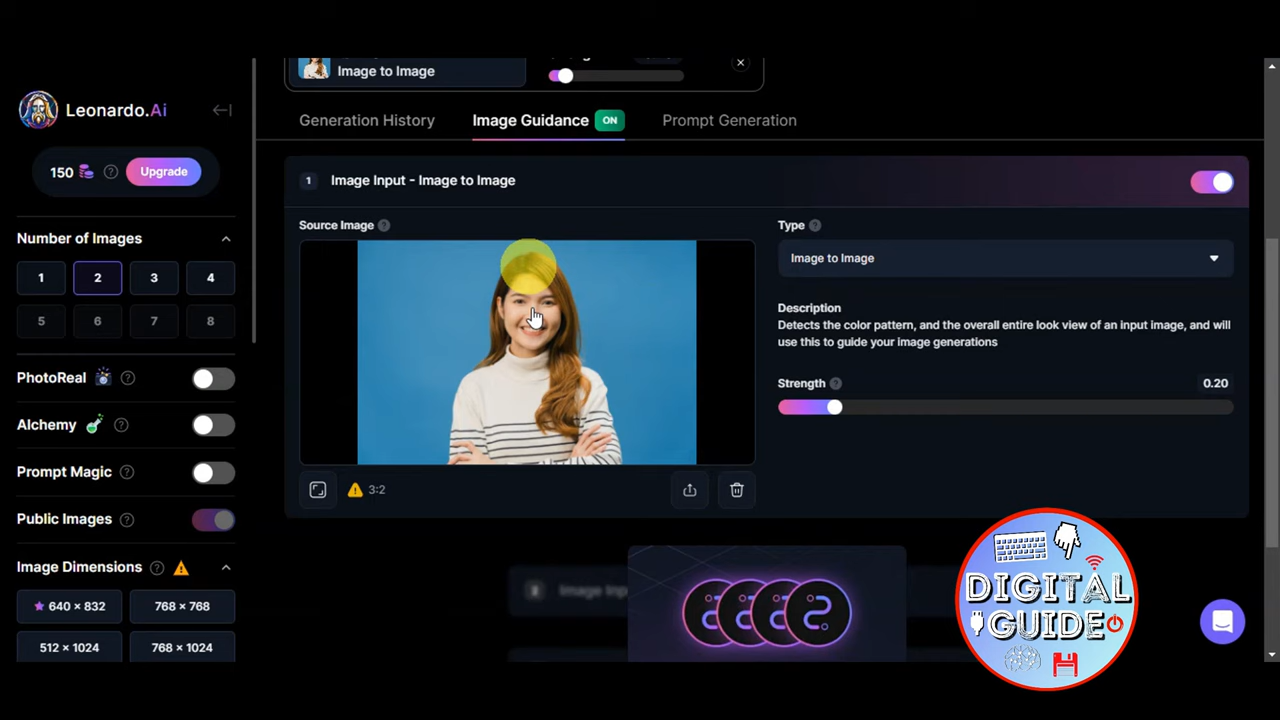 Image to Image
Leonardo.Ai
Generation History
Image Guidance
ON
Prompt Generation
150
Upgrade
1
Image Input - Image to Image
Number of Images
1
2
3
4
5
6
7
8
Source Image
Type
Image to Image
Description
Detects the color pattern, and the overall entire look view of an input image, and will
use this to guide your image generations
Strength
0.20
3:2
PhotoReal
Alchemy
Prompt Magic
Public Images
Image Dimensions
640 × 832
768 × 768
512 × 1024
768 × 1024
2
DIGITAL
GUIDE